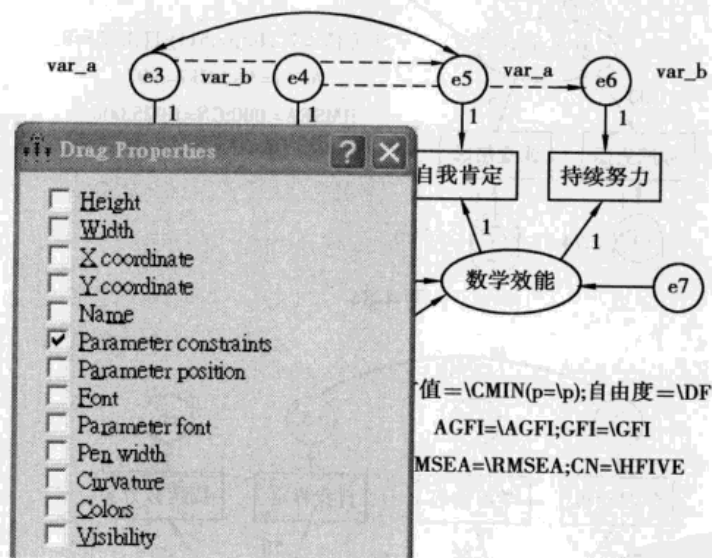 var_a e3 var_b e4 e5 var_a e6 var_b
1 1 1 1
Drag Properties
自我肯定 持续努力
Height
Width
X coordinate
Y coordinate
Name
Parameter constraints
Parameter position
Font
Parameter font
Pen width
Curvature
Colors
Visibility
1 1
数学效能 e7
值=\CMIN(p=\p);自由度=\DF
AGFI=\AGFI;GFI=\GFI
MSEA=\RMSEA;CN=\HFIVE